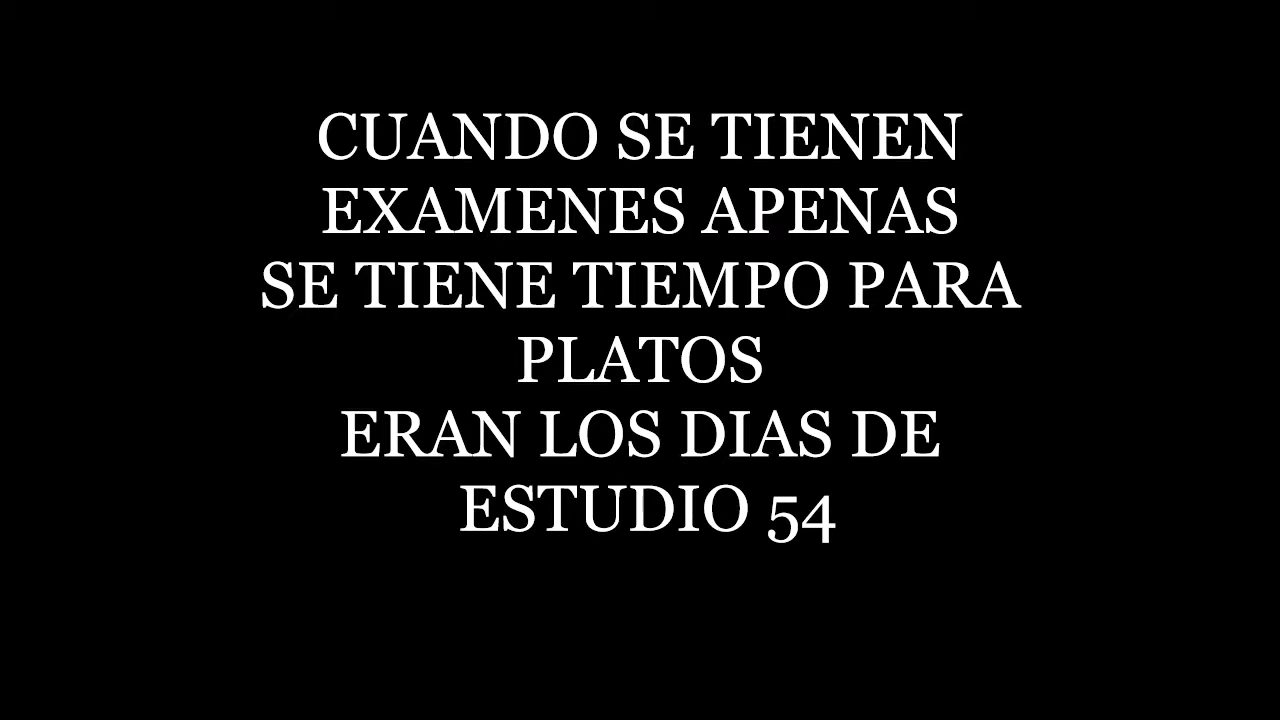 CUANDO SE TIENEN
EXAMENES APENAS
SE TIENE TIEMPO PARA
PLATOS
ERAN LOS DIAS DE
ESTUDIO 54